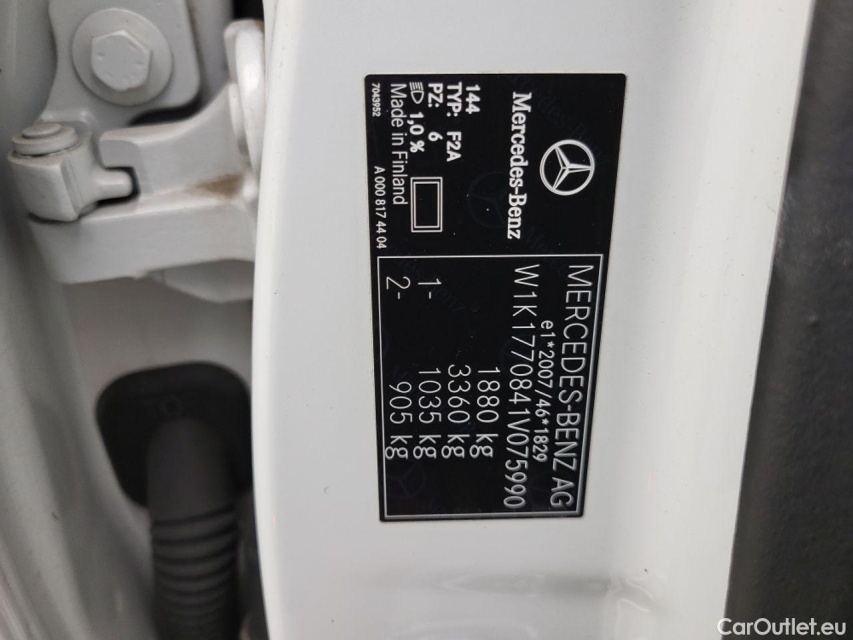 Mercedes-Benz
144
TYP: F2A
PZ: 6
1,0 %
Made in Finland
7043952
A 000 817 44 04
MERCEDES-BENZ AG
e1*2007/46*1829
W1K1770841V075990
1880 kg
3360 kg
1- 1035 kg
2- 905 kg
CarOutlet.eu